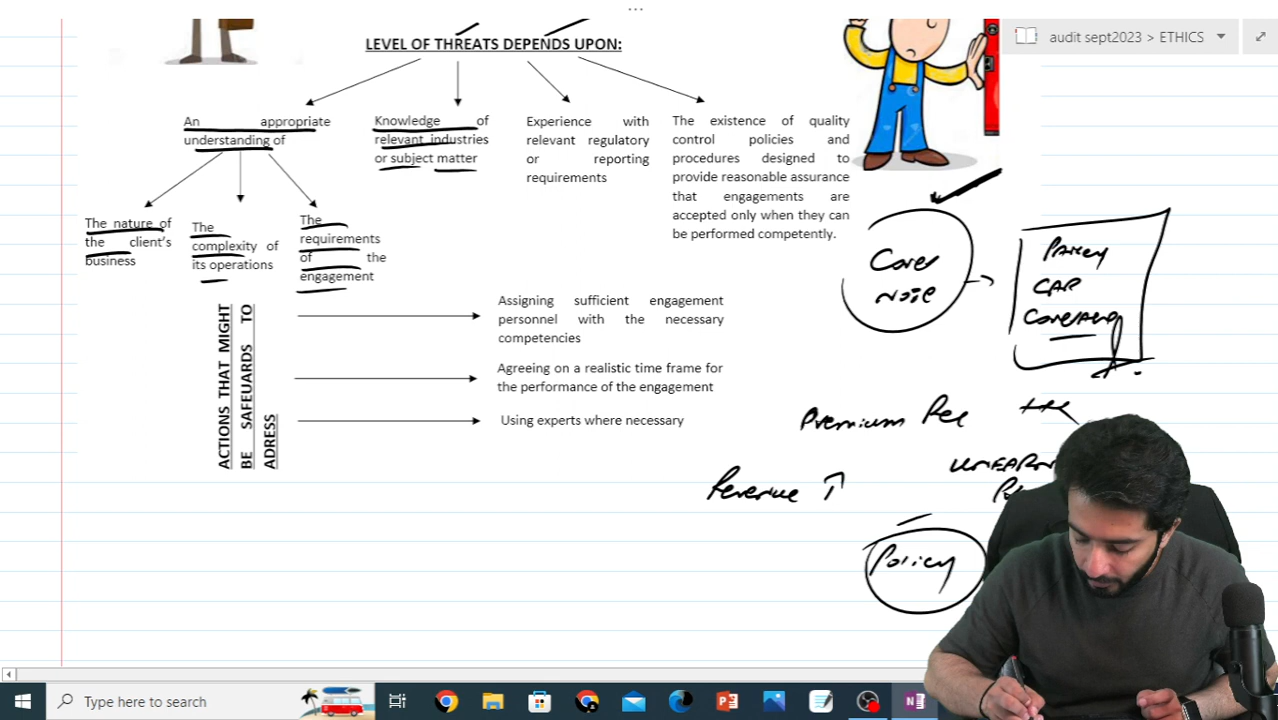 audit sept2023 > ETHICS
LEVEL OF THREATS DEPENDS UPON:
An appropriate
understanding of
Knowledge of
relevant industries
or subject matter
Experience with
relevant regulatory
or reporting
requirements
The existence of quality
control policies and
procedures designed to
provide reasonable assurance
that engagements are
accepted only when they can
be performed competently.
The nature of
the client's
business
The
complexity of
its operations
The
requirements
of the
engagement
Cover
Note
Policy
CAR
ACTIONS THAT MIGHT
BE SAFEUARDS TO
ADRESS
Assigning sufficient engagement
personnel with the necessary
competencies
Agreeing on a realistic time frame for
the performance of the engagement
Using experts where necessary
Premium Rec
Revenue ↑
Policy
Type here to search